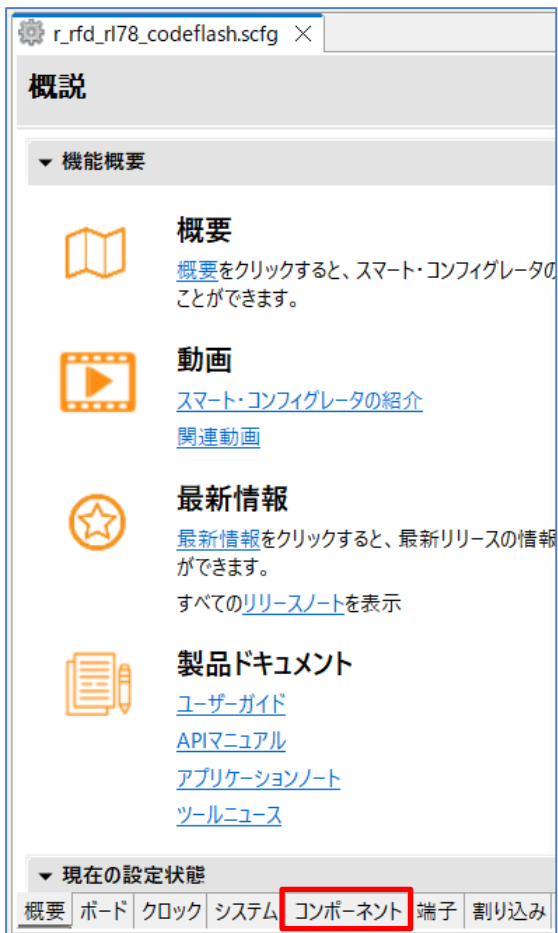 r_rfd_rl78_codeflash.scfg
概説
機能概要
概要
概要をクリックすると、スマート・コンフィグレータの
ことができます。
動画
スマート・コンフィグレータの紹介
関連動画
最新情報
最新情報をクリックすると、最新リリースの情報
ができます。
すべてのリリースノートを表示
製品ドキュメント
ユーザーガイド
APIマニュアル
アプリケーションノート
ツールニュース
現在の設定状態
概要 ボード クロック システム コンポーネント 端子 割り込み